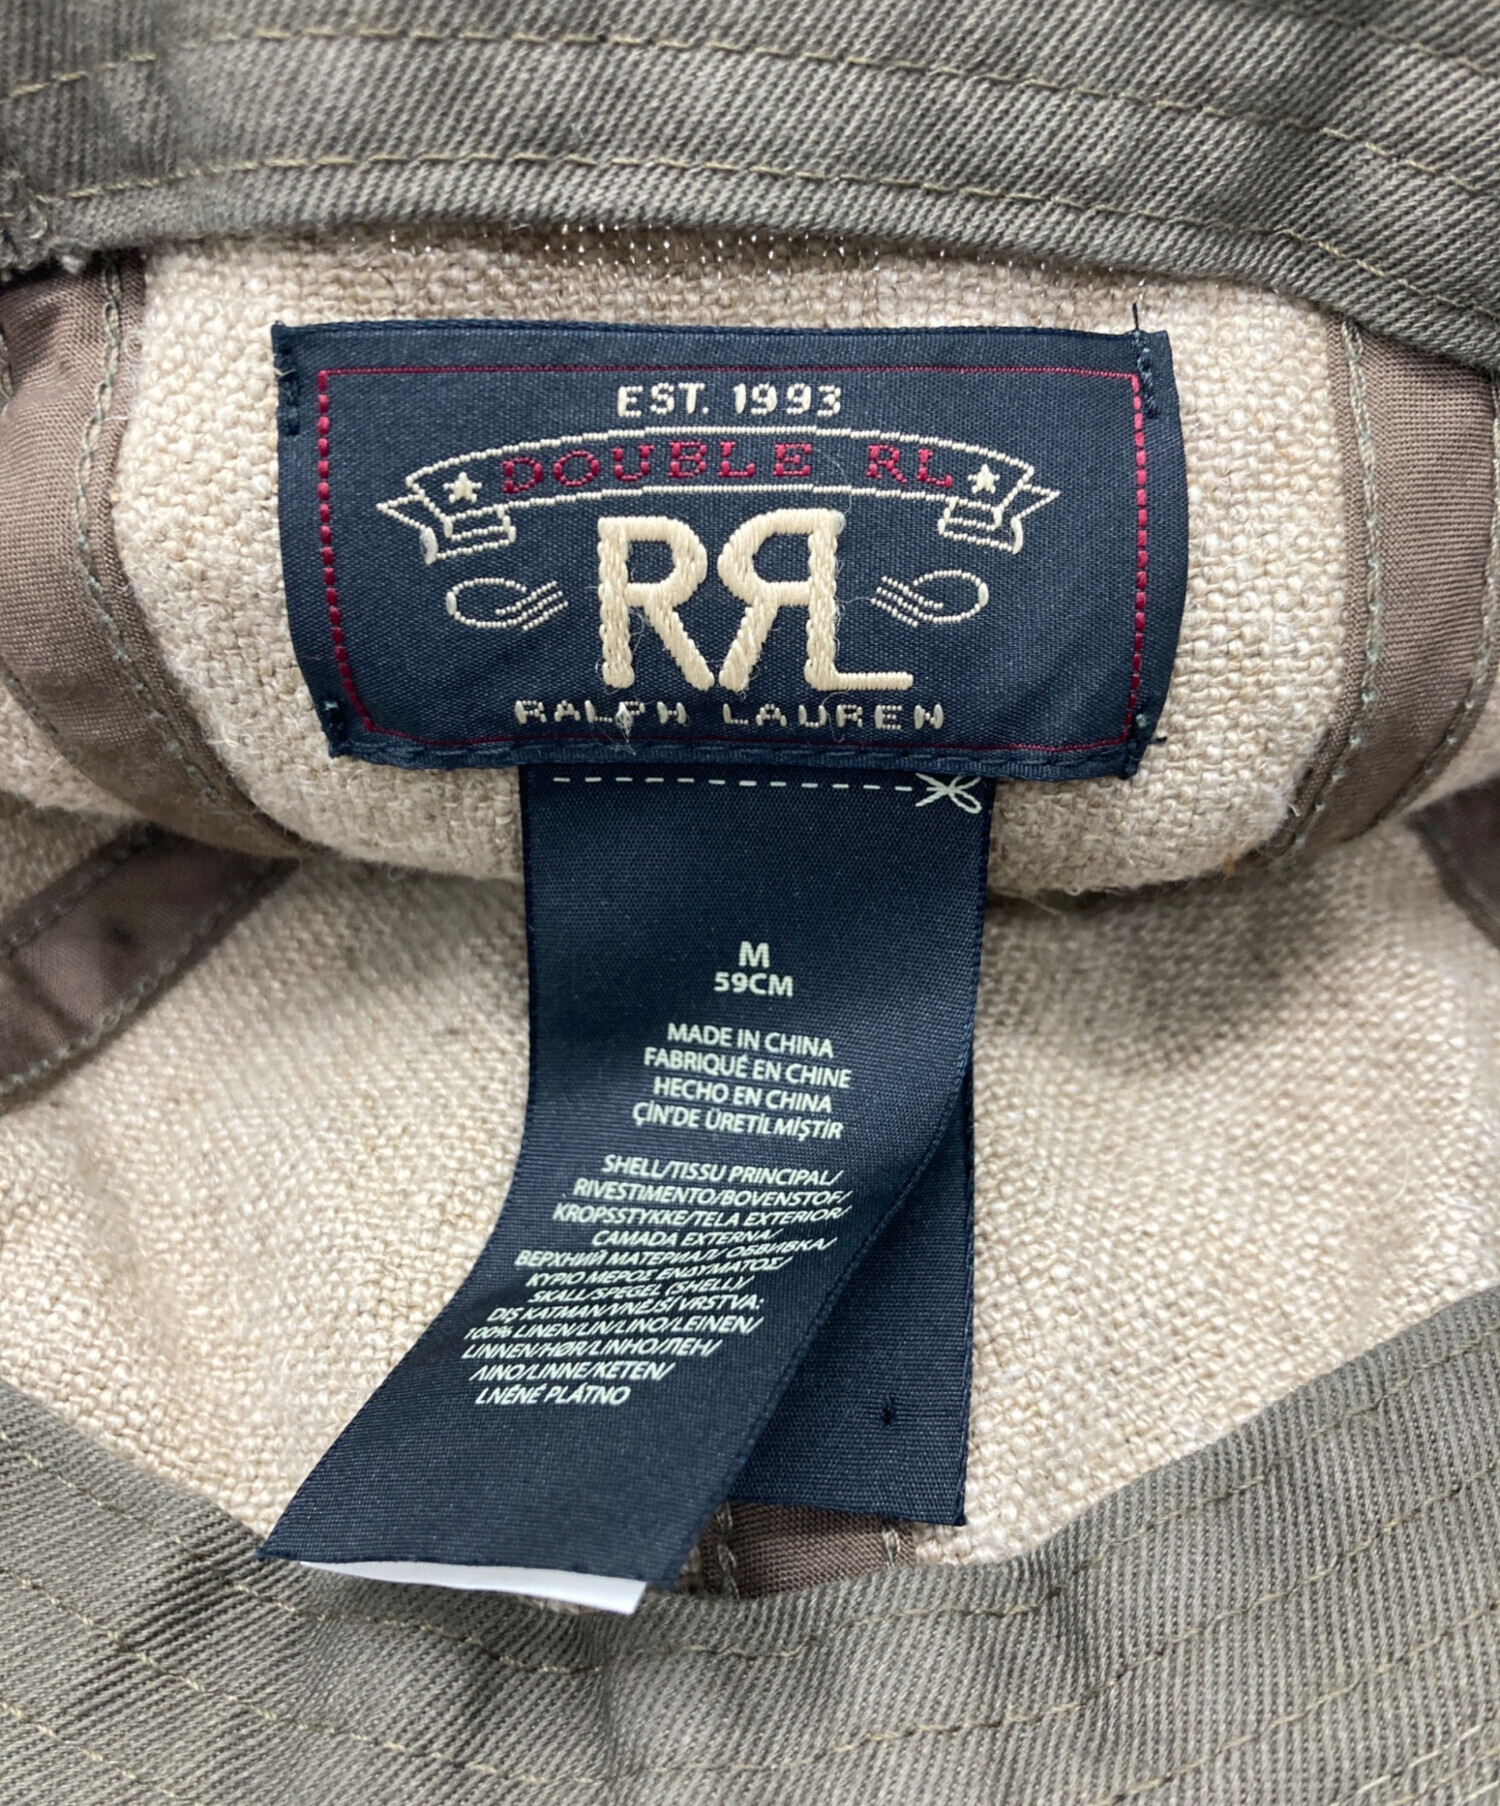 EST. 1993
DOUBLE RL
RRL
RALPH LAUREN
M
59CM
MADE IN CHINA
FABRIQUÉ EN CHINE
HECHO EN CHINA
ÇİN'DE ÜRETİLMİŞTİR
SHELL/TISSU PRINCIPAL/
RIVESTIMENTO/BOVENSTOF/
KROPSSTYKKE/TELA EXTERIOR/
CAMADA EXTERNA/
ВЕРХНИЙ МАТЕРИАЛ/ ОБВИВКА/
ΚΥΡΙΟ ΜΕΡΟΣ ΕΝΔΥΜΑΤΟΣ/
SKALL/SPEGEL (SHELL)/
DIŞ KATMAN/VNĚJŠÍ VRSTVA:
100% LINEN/LIN/LINO/LEINEN/
LINNEN/HØR/LINHO/ЛЕН/
ΛΙΝΟ/LINNE/KETEN/
LNĚNÉ PLÁTNO